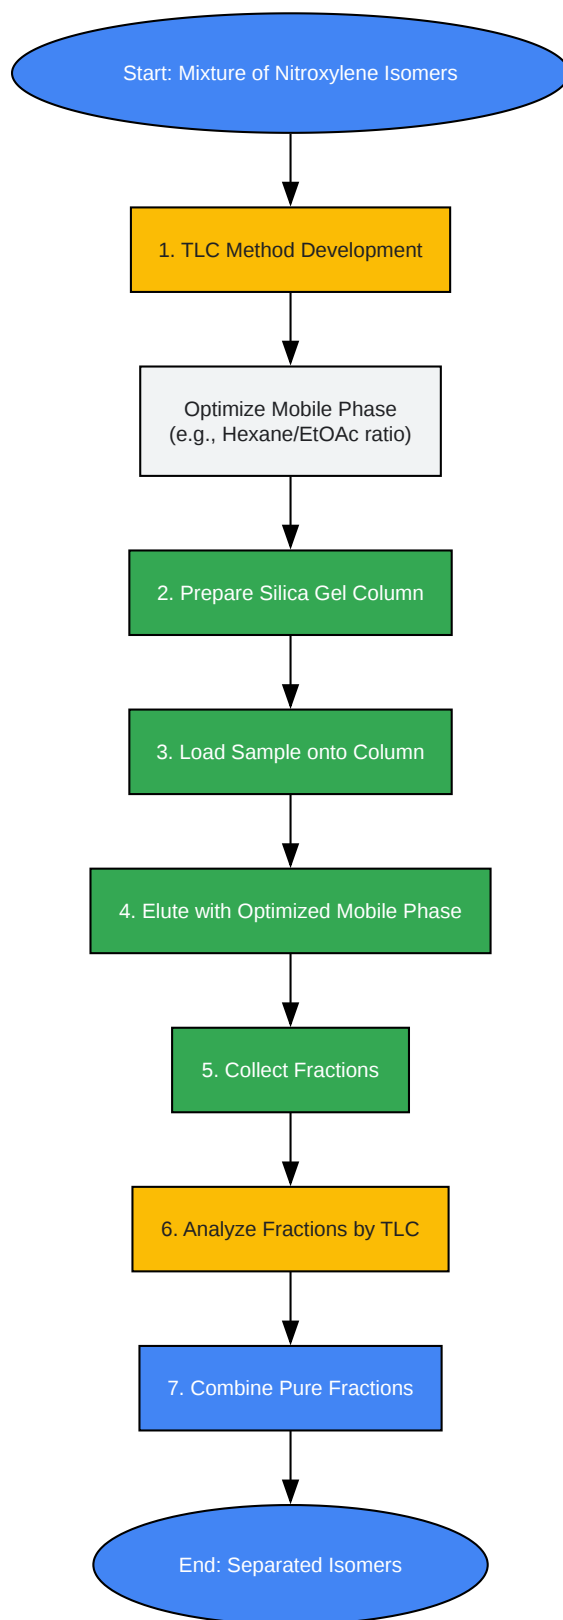 Start: Mixture of Nitroxylene Isomers
1. TLC Method Development
Optimize Mobile Phase
(e.g., Hexane/EtOAc ratio)
2. Prepare Silica Gel Column
3. Load Sample onto Column
4. Elute with Optimized Mobile Phase
5. Collect Fractions
6. Analyze Fractions by TLC
7. Combine Pure Fractions
End: Separated Isomers